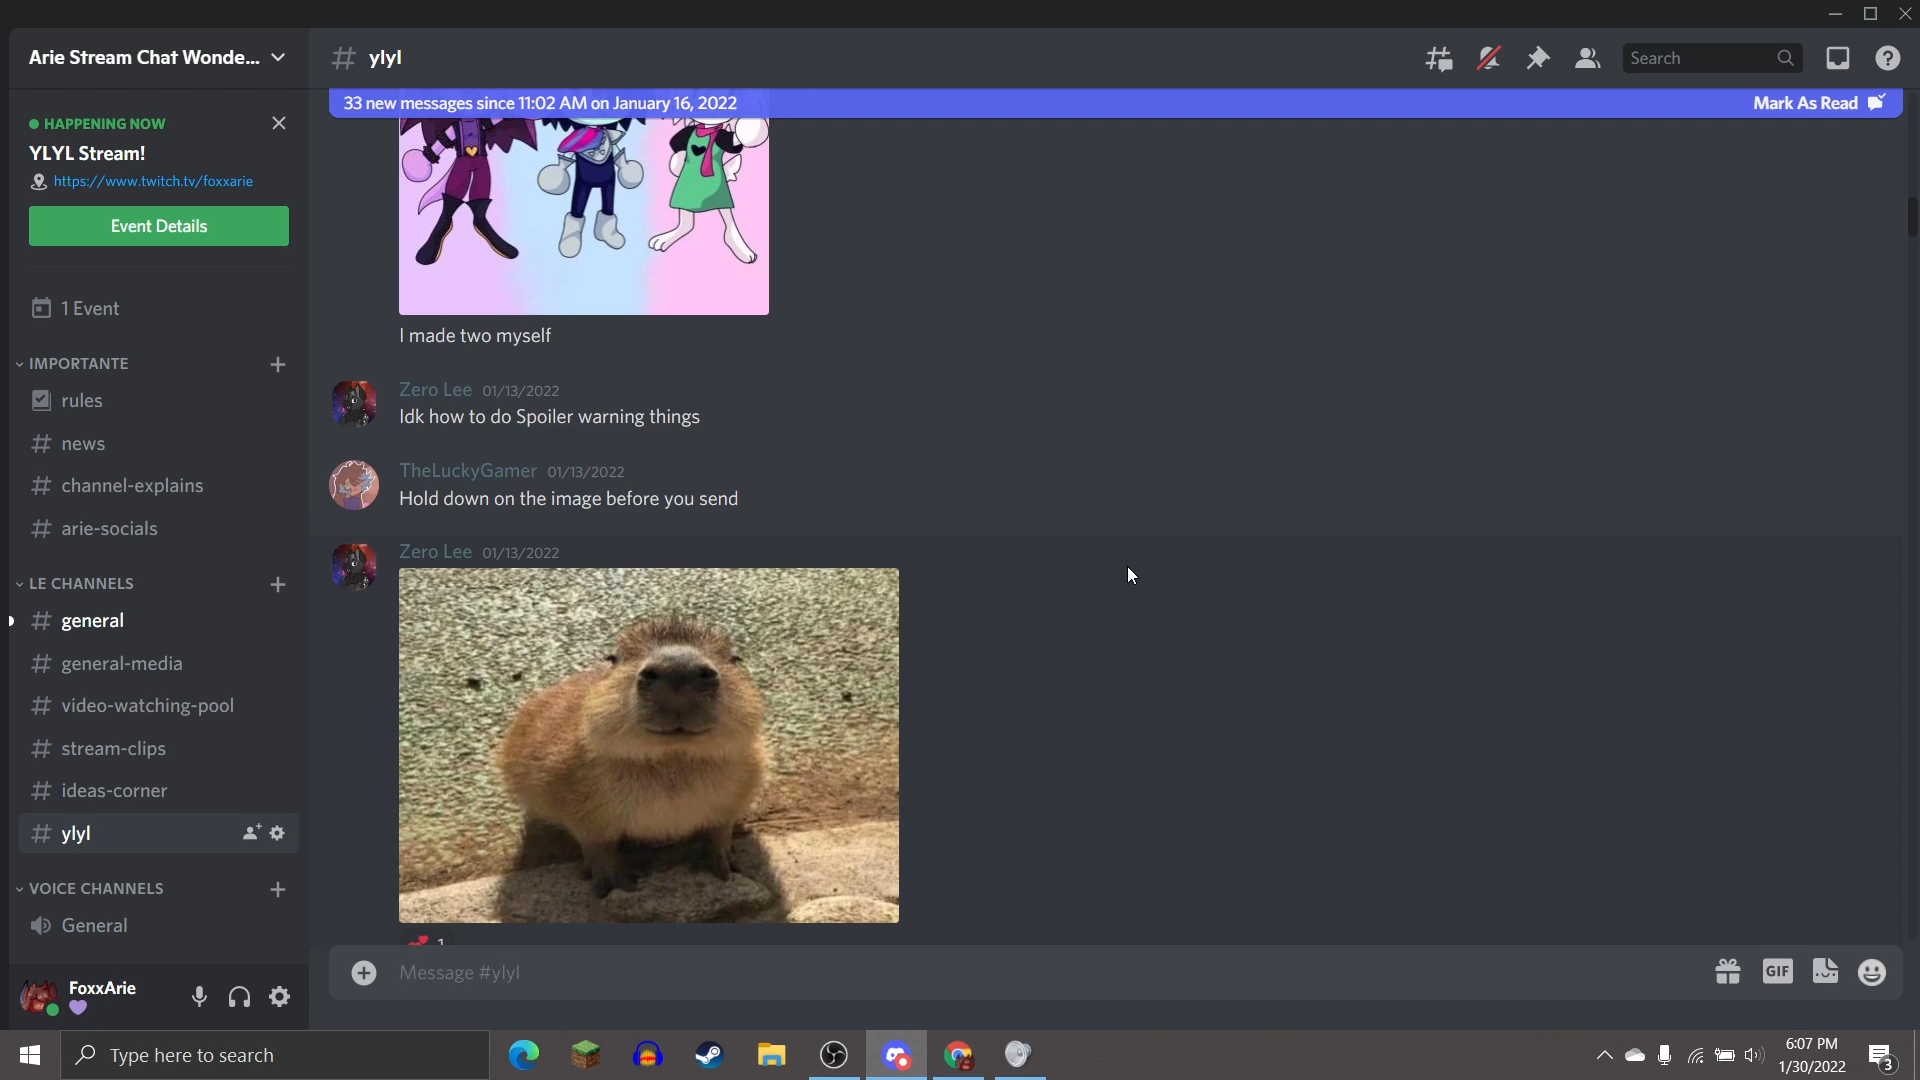 Arie Stream Chat Wonde...
HAPPENING NOW
YLYL Stream!
https://www.twitch.tv/foxxarie
Event Details
1 Event
IMPORTANTE
rules
news
channel-explains
arie-socials
LE CHANNELS
general
general-media
video-watching-pool
stream-clips
ideas-corner
ylyl
VOICE CHANNELS
General
FoxxArie
ylyl
Search
33 new messages since 11:02 AM on January 16, 2022
Mark As Read
I made two myself
Zero Lee 01/13/2022
Idk how to do Spoiler warning things
TheLuckyGamer 01/13/2022
Hold down on the image before you send
Zero Lee 01/13/2022
1
Message #ylyl
GIF
Type here to search
6:07 PM
1/30/2022
3